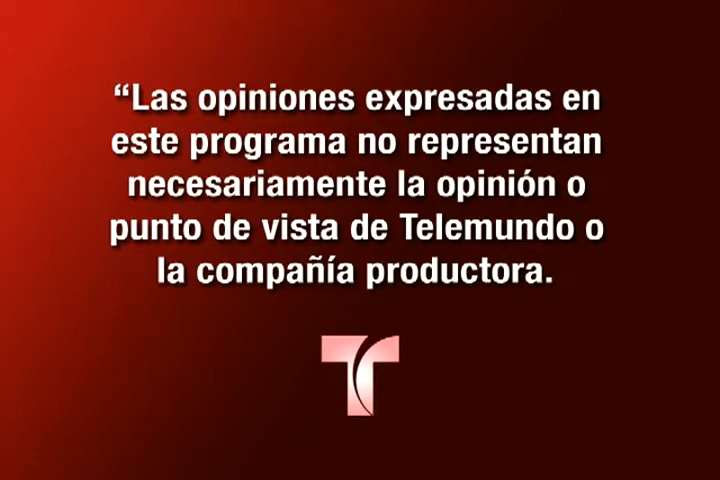 “Las opiniones expresadas en
este programa no representan
necesariamente la opinión o
punto de vista de Telemundo o
la compañía productora.